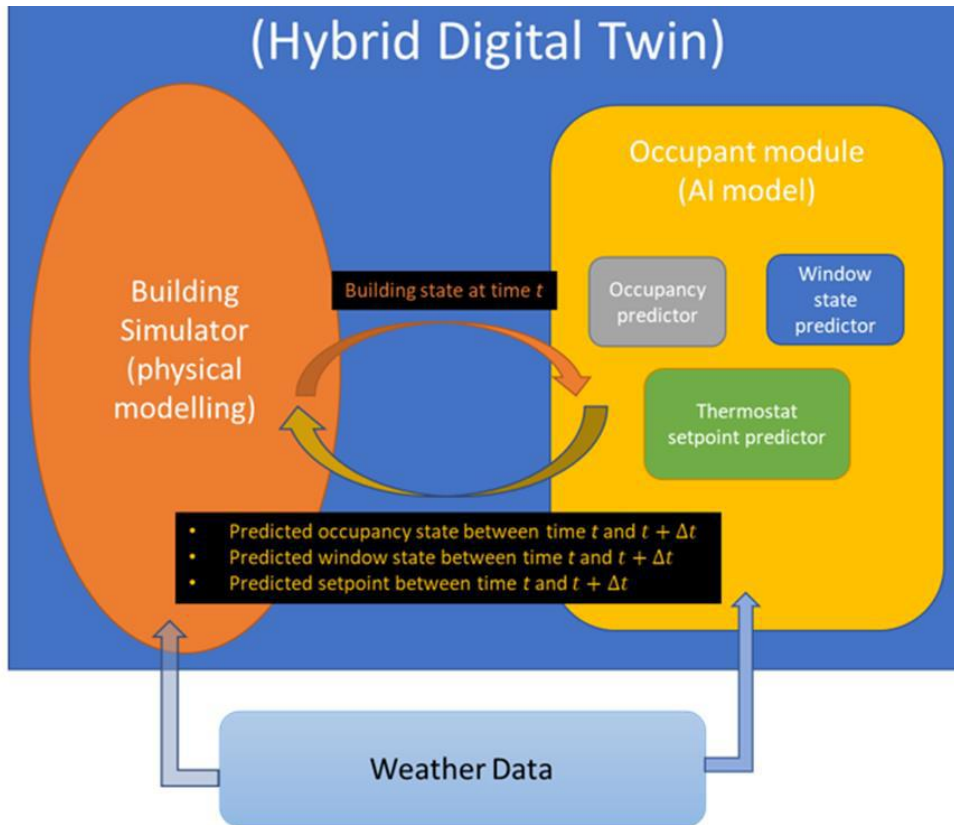 (Hybrid Digital Twin)
Occupant module
(AI model)
Building
Simulator
(physical
modelling)
Building state at time t
Occupancy
predictor
Window
state
predictor
Thermostat
setpoint predictor
• Predicted occupancy state between time t and t + Δt
• Predicted window state between time t and t + Δt
• Predicted setpoint between time t and t + Δt
Weather Data